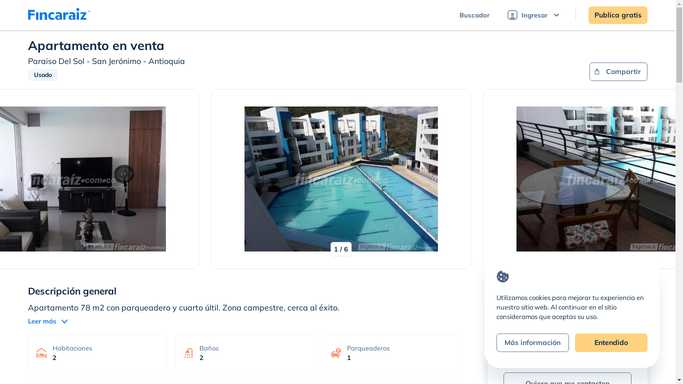 Fincaraiz
Buscador
Ingresar
Publica gratis
Apartamento en venta
Paraiso Del Sol - San Jerónimo - Antioquia
Usado
Compartir
fincaraiz.com.co
fincaraiz.com.co
fincaraiz.com.co
1 / 6
Descripción general
Apartamento 78 m2 con parqueadero y cuarto últil. Zona campestre, cerca al éxito.
Leer más
Habitaciones
2
Baños
2
Parqueaderos
1
Utilizamos cookies para mejorar tu experiencia en
nuestro sitio web. Al continuar en el sitio
consideramos que aceptas su uso.
Más información
Entendido
Quiero que me contacten